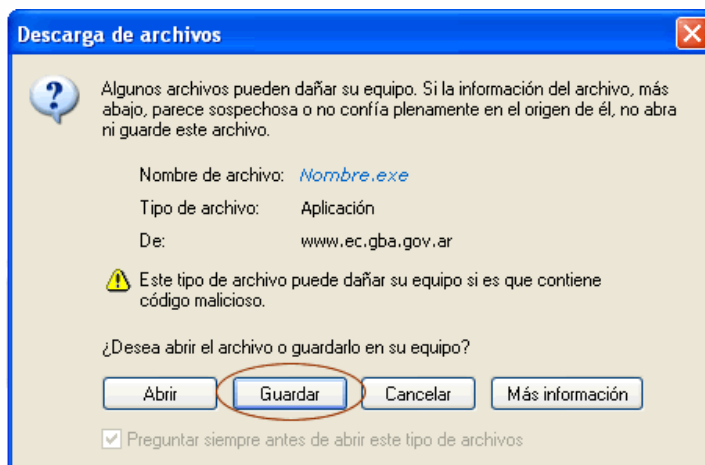 Descarga de archivos
Algunos archivos pueden dañar su equipo. Si la información del archivo, más
abajo, parece sospechosa o no confía plenamente en el origen de él, no abra
ni guarde este archivo.
Nombre de archivo: Nombre.exe
Tipo de archivo: Aplicación
De: www.ec.gba.gov.ar
Este tipo de archivo puede dañar su equipo si es que contiene
código malicioso.
¿Desea abrir el archivo o guardarlo en su equipo?
Abrir Guardar Cancelar Más información
Preguntar siempre antes de abrir este tipo de archivos